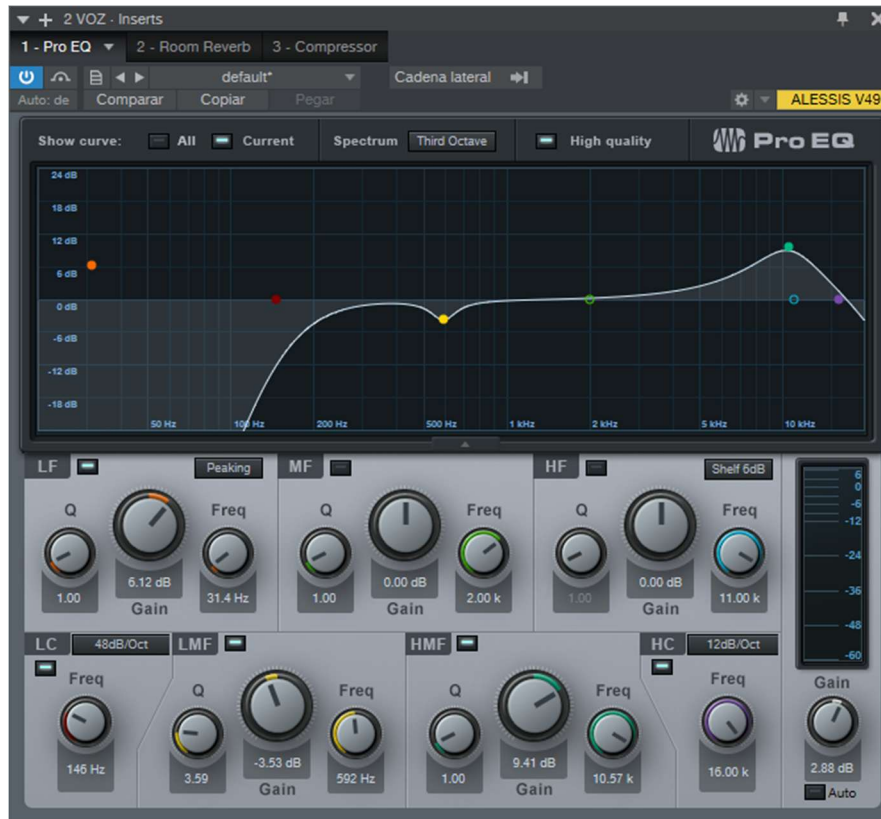 2 VOZ - Inserts
1 - Pro EQ 2 - Room Reverb 3 - Compressor
default* Cadena lateral
Auto: de Comparar Copiar Pegar ALESSIS V49
Show curve: All Current Spectrum Third Octave High quality Pro EQ
24 dB
18 dB
12 dB
6 dB
0 dB
-6 dB
-12 dB
-18 dB
50 Hz 100 Hz 200 Hz 500 Hz 1 kHz 2 kHz 5 kHz 10 kHz
LF Peaking MF HF Shelf 6dB
Q Freq Q Freq Q Freq
1.00 6.12 dB 31.4 Hz 1.00 0.00 dB 2.00 k 1.00 0.00 dB 11.00 k
Gain Gain Gain
6
0
-6
-12
-24
-36
-48
-60
LC 48dB/Oct LMF HMF HC 12dB/Oct
Freq Q Freq Q Freq Freq Gain
146 Hz 3.59 -3.53 dB 592 Hz 1.00 9.41 dB 10.57 k 16.00 k 2.88 dB
Gain Gain Auto